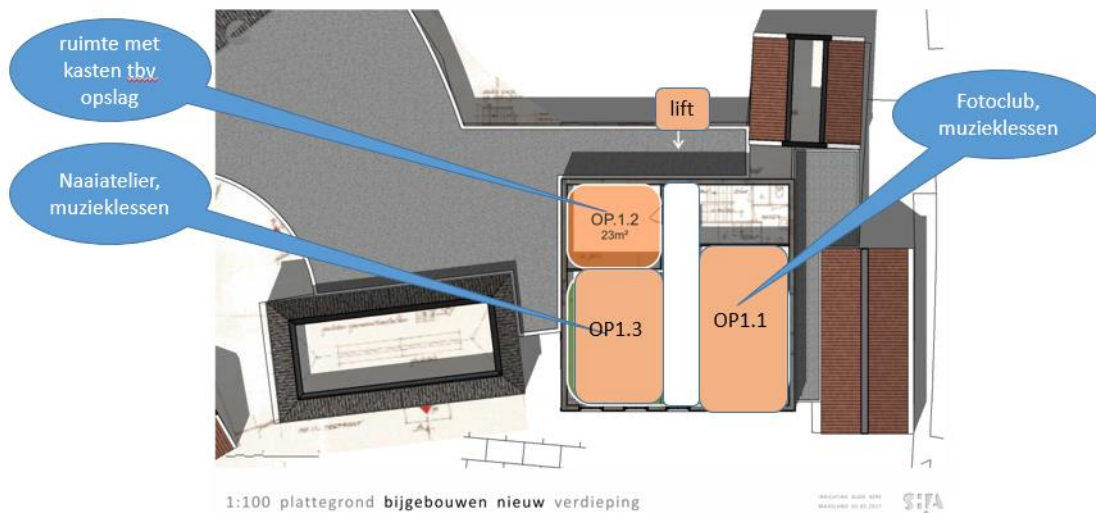 ruimte met
kasten tbv
opslag
lift
Fotoclub,
muzieklessen
Naaiatelier,
muzieklessen
OP.1.2
23m²
OP1.3
OP1.1
1:100 plattegrond bijgebouwen nieuw verdieping